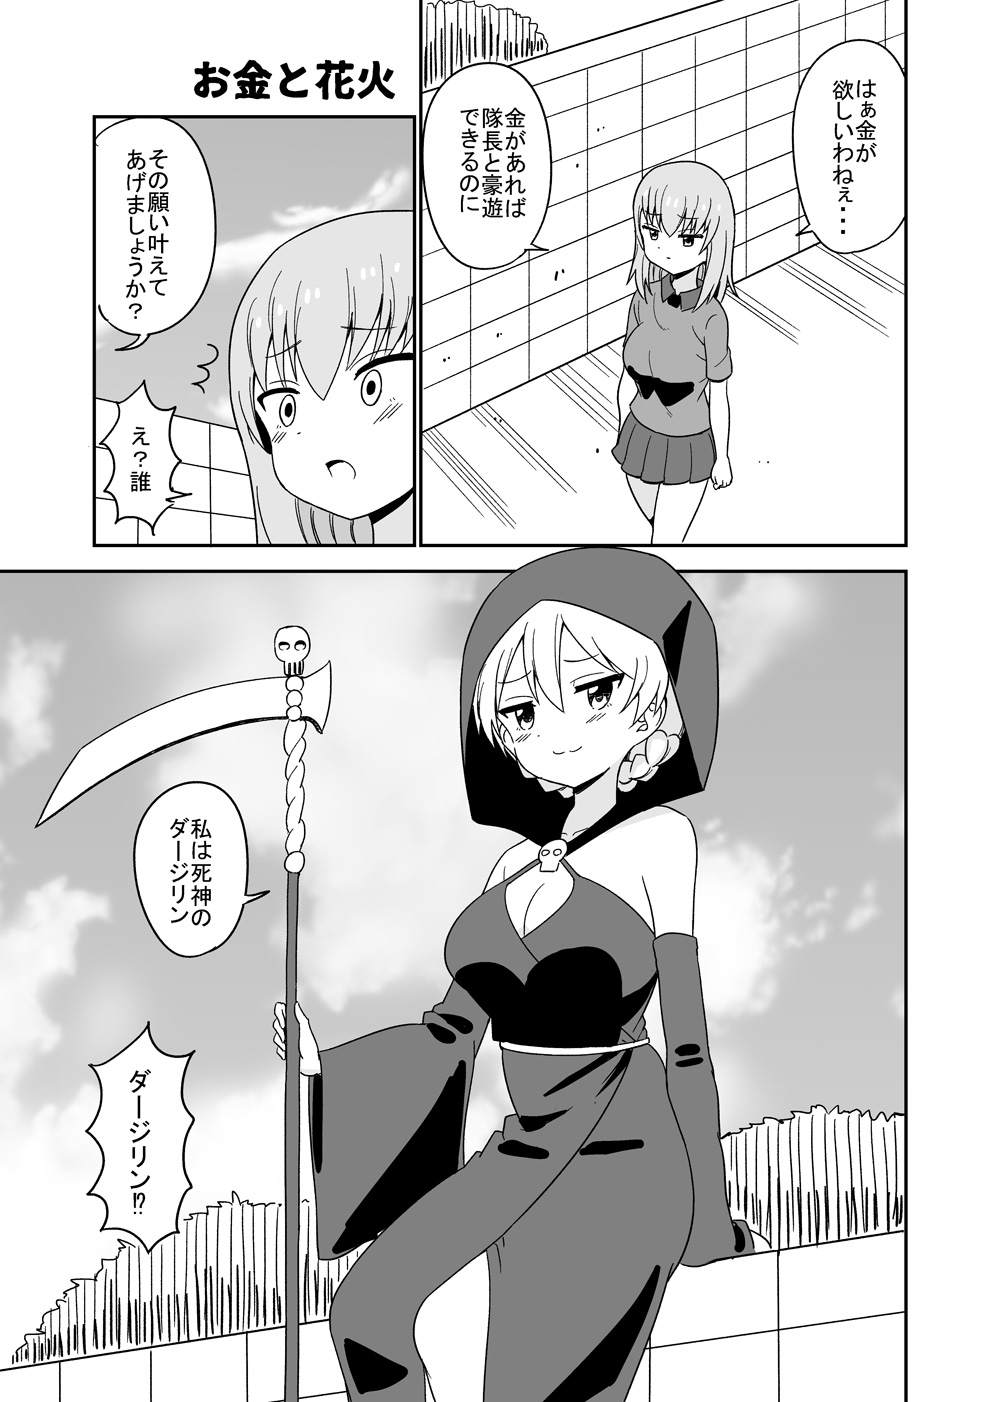 お金と花火
はぁ金が
欲しいわねぇ・・
金があれば
隊長と豪遊
できるのに
その願い叶えて
あげましょうか？
え？誰
私は死神の
ダージリン
ダージリン!?